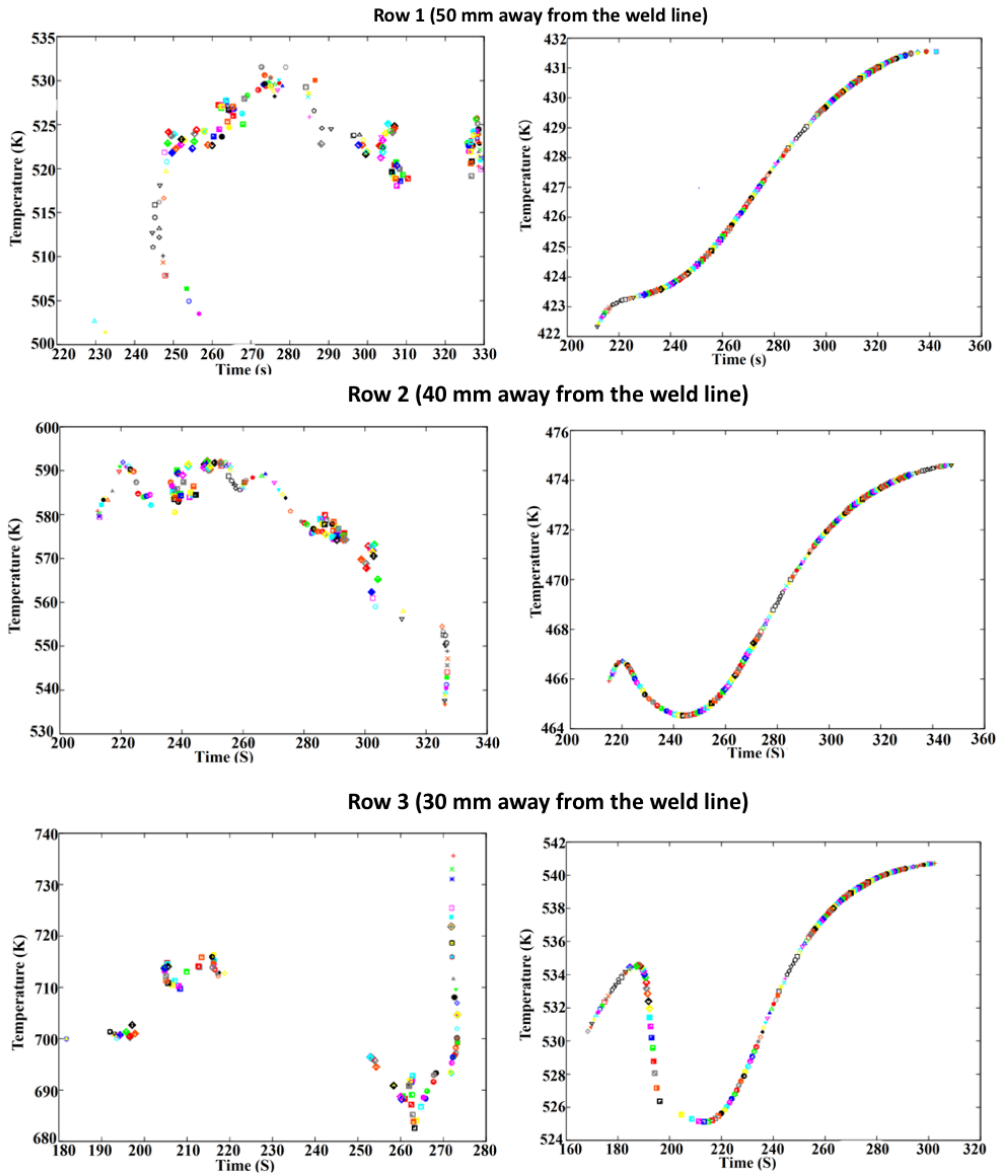 Row 1 (50 mm away from the weld line)
535
530
525
520
515
510
505
500
Temperature (K)
220 230 240 250 260 270 280 290 300 310 320 330
Time (s)
432
431
430
429
428
427
426
425
424
423
422
Temperature (K)
200 220 240 260 280 300 320 340 360
Time (s)
Row 2 (40 mm away from the weld line)
600
590
580
570
560
550
540
530
Temperature (K)
200 220 240 260 280 300 320 340
Time (S)
476
474
472
470
468
466
464
Temperature (K)
200 220 240 260 280 300 320 340 360
Time (S)
Row 3 (30 mm away from the weld line)
740
730
720
710
700
690
680
Temperature (K)
180 190 200 210 220 230 240 250 260 270 280
Time (S)
542
540
538
536
534
532
530
528
526
524
Temperature (K)
160 180 200 220 240 260 280 300 320
Time (S)